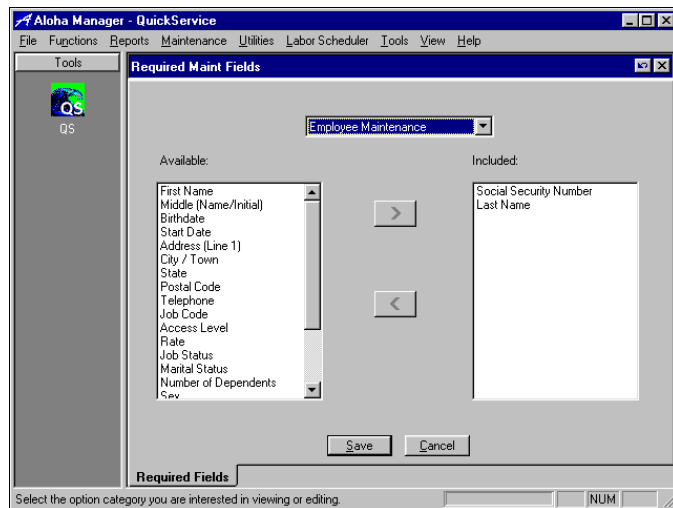 Aloha Manager - QuickService
File Functions Reports Maintenance Utilities Labor Scheduler Tools View Help
Tools
Required Maint Fields
QS
QS
Employee Maintenance
Available:
Included:
First Name
Middle (Name/Initial)
Birthdate
Start Date
Address (Line 1)
City / Town
State
Postal Code
Telephone
Job Code
Access Level
Rate
Job Status
Marital Status
Number of Dependents
Sex
Social Security Number
Last Name
>
<
Save Cancel
Required Fields
Select the option category you are interested in viewing or editing.
NUM